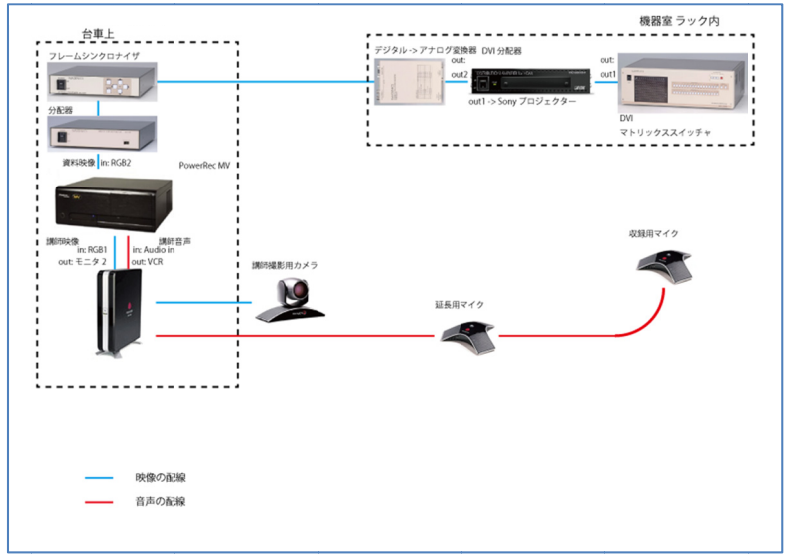 機器室 ラック内
台車上
フレームシンクロナイザ
デジタル -> アナログ変換器
DVI 分配器
out:
out2
out:
out1
out1 -> Sony プロジェクター
DVI
マトリックススイッチャ
分配器
資料映像
in: RGB2
PowerRec MV
講師映像
in: RGB1
out: モニタ 2
講師音声
in: Audio in
out: VCR
講師撮影用カメラ
延長用マイク
収録用マイク
映像の配線
音声の配線